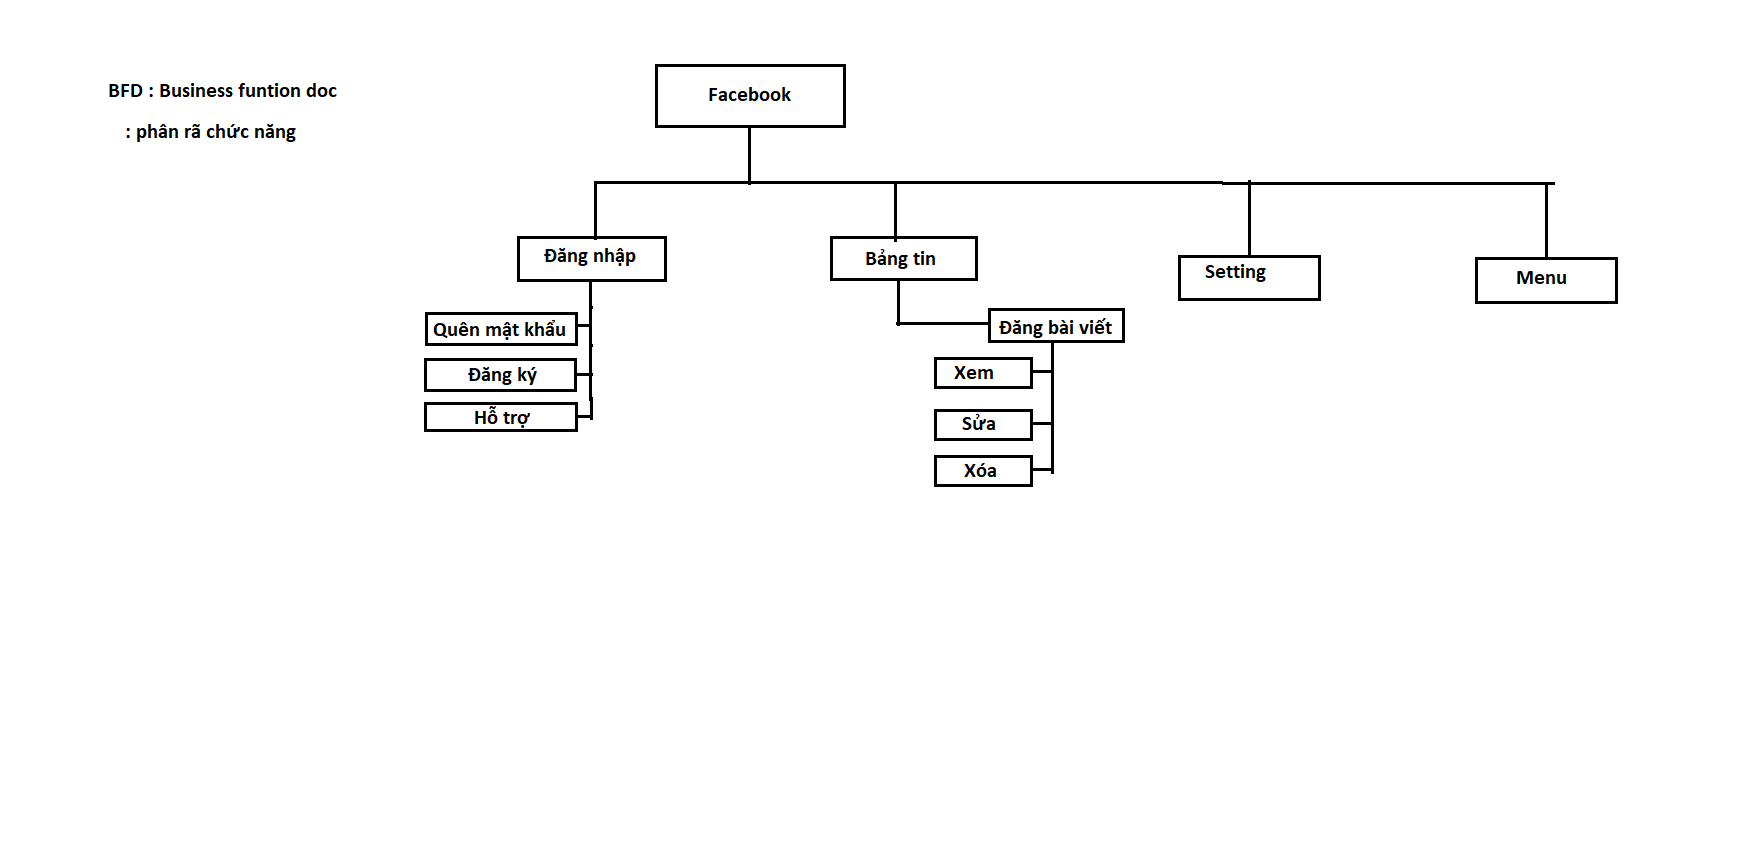 BFD : Business funtion doc
: phân rã chức năng
Facebook
Đăng nhập
Bảng tin
Setting
Menu
Quên mật khẩu
Đăng ký
Hỗ trợ
Đăng bài viết
Xem
Sửa
Xóa